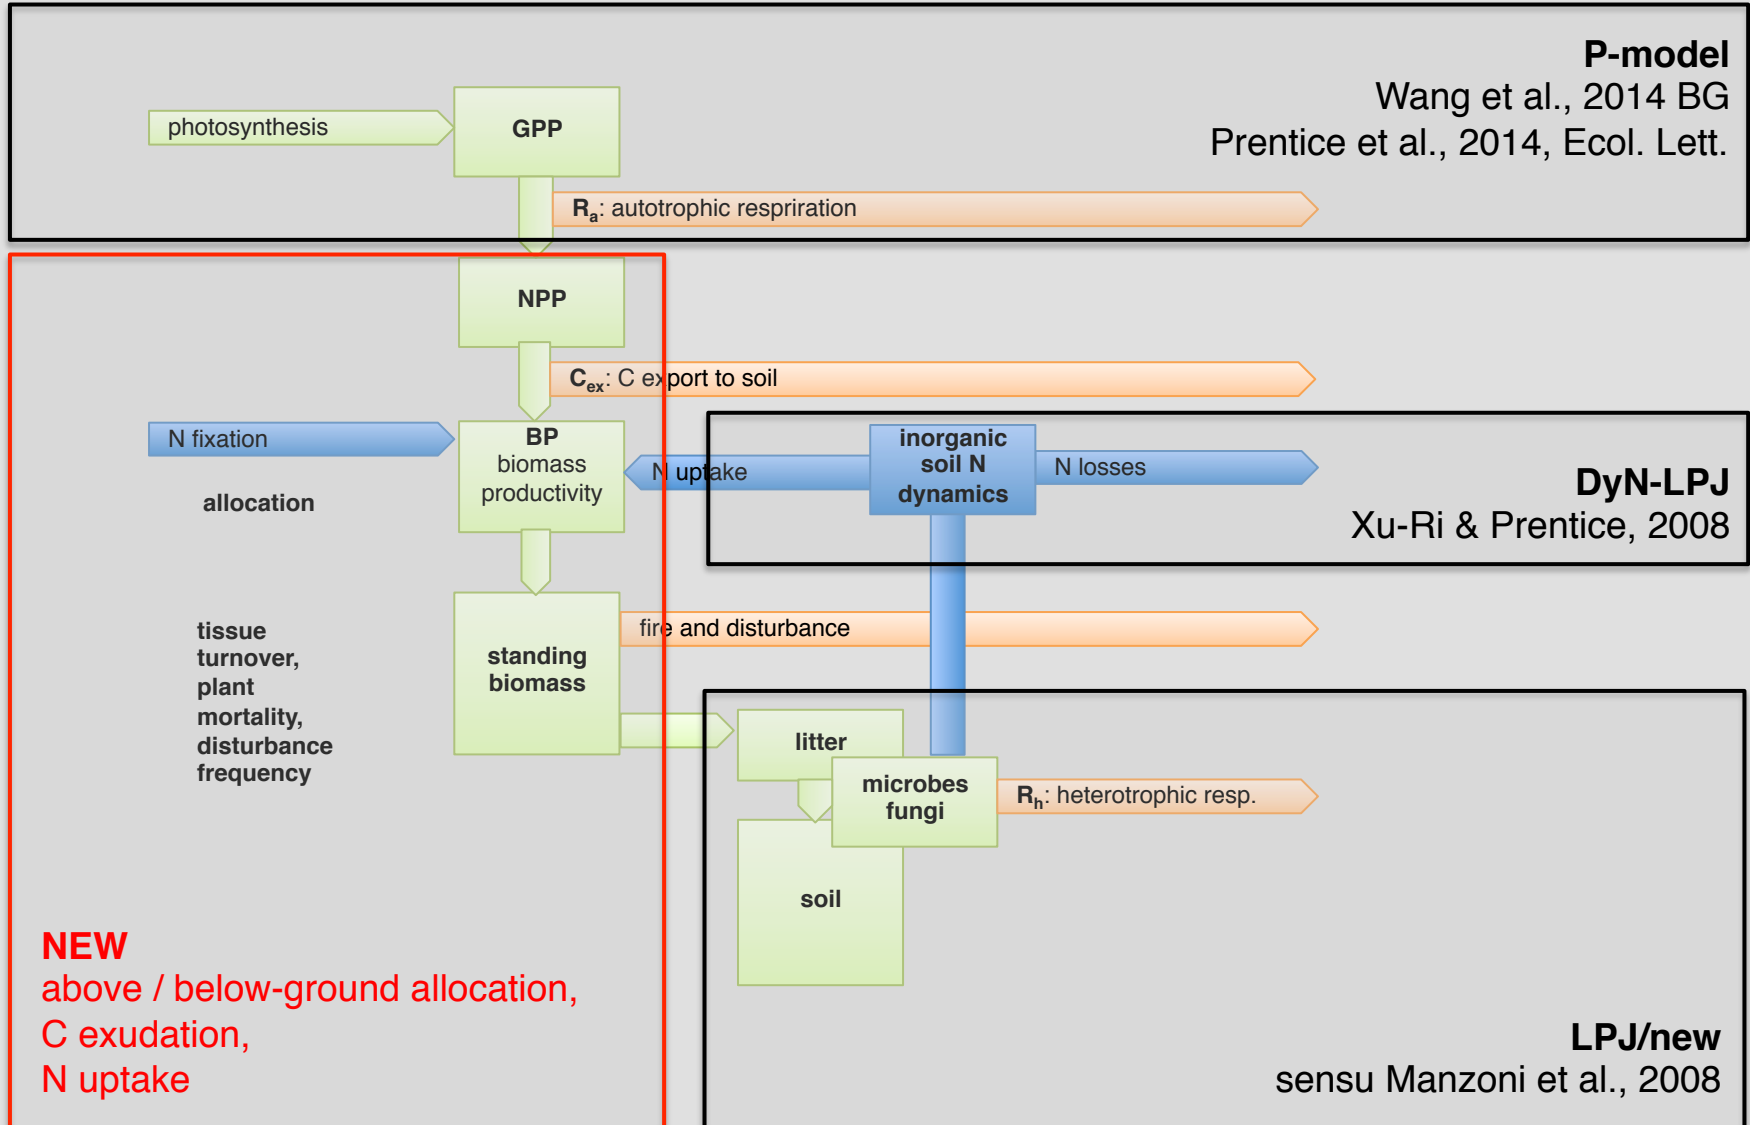 P-model
Wang et al., 2014 BG
Prentice et al., 2014, Ecol. Lett.
photosynthesis
GPP
Ra: autotrophic respriration
NPP
Cex: C export to soil
N fixation
BP
biomass
productivity
N uptake
inorganic
soil N
dynamics
N losses
DyN-LPJ
Xu-Ri & Prentice, 2008
allocation
tissue
turnover,
plant
mortality,
disturbance
frequency
standing
biomass
fire and disturbance
litter
microbes
fungi
Rh: heterotrophic resp.
soil
NEW
above / below-ground allocation,
C exudation,
N uptake
LPJ/new
sensu Manzoni et al., 2008